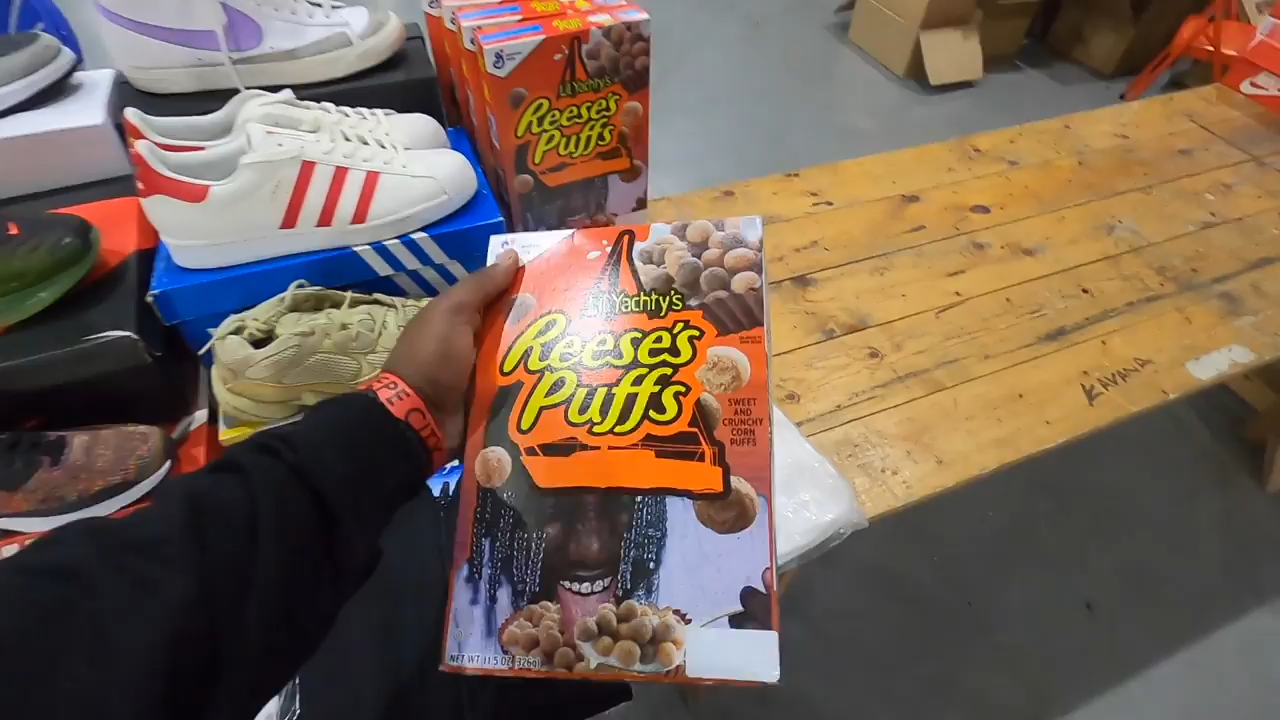 Lil Yachty's
Reese's
Puffs
Lil Yachty's
Reese's
Puffs
SWEET
AND
CRUNCHY
CORN
PUFFS
NET WT 11.5 OZ (326g)
KAVANA